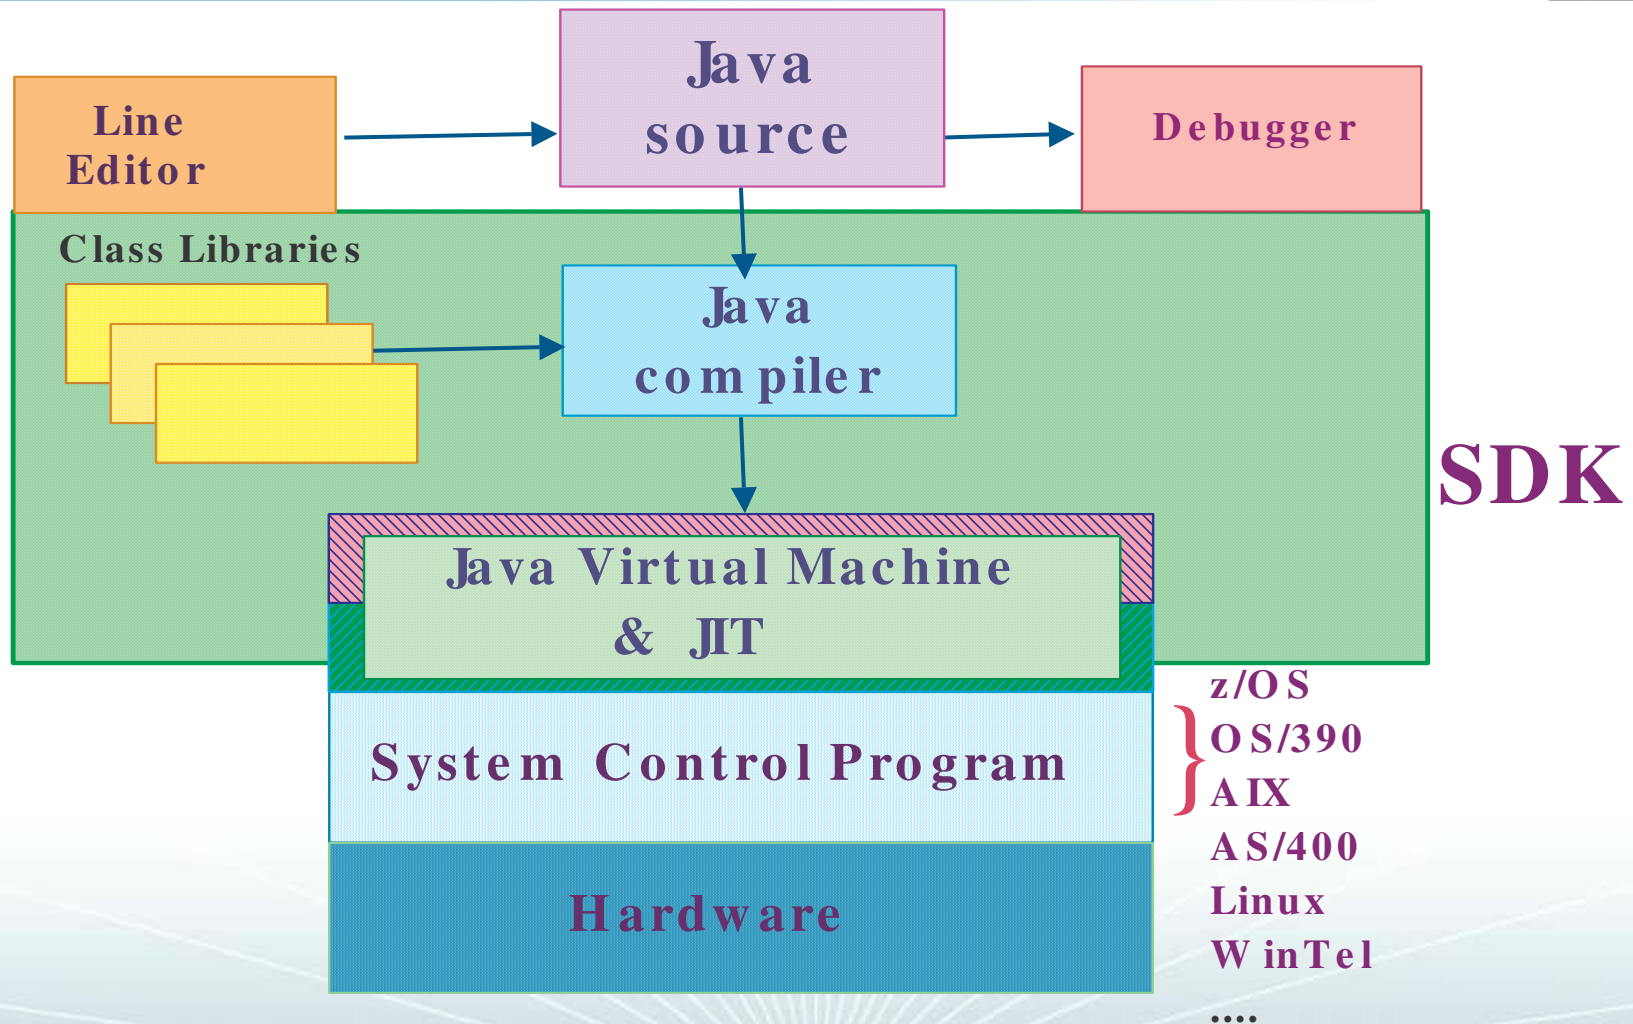 Java
source
Line
Editor
Debugger
Class Libraries
Java
compiler
SDK
Java Virtual Machine
& JIT
z/OS
OS/390
AIX
AS/400
Linux
WinTel
....
System Control Program
Hardware